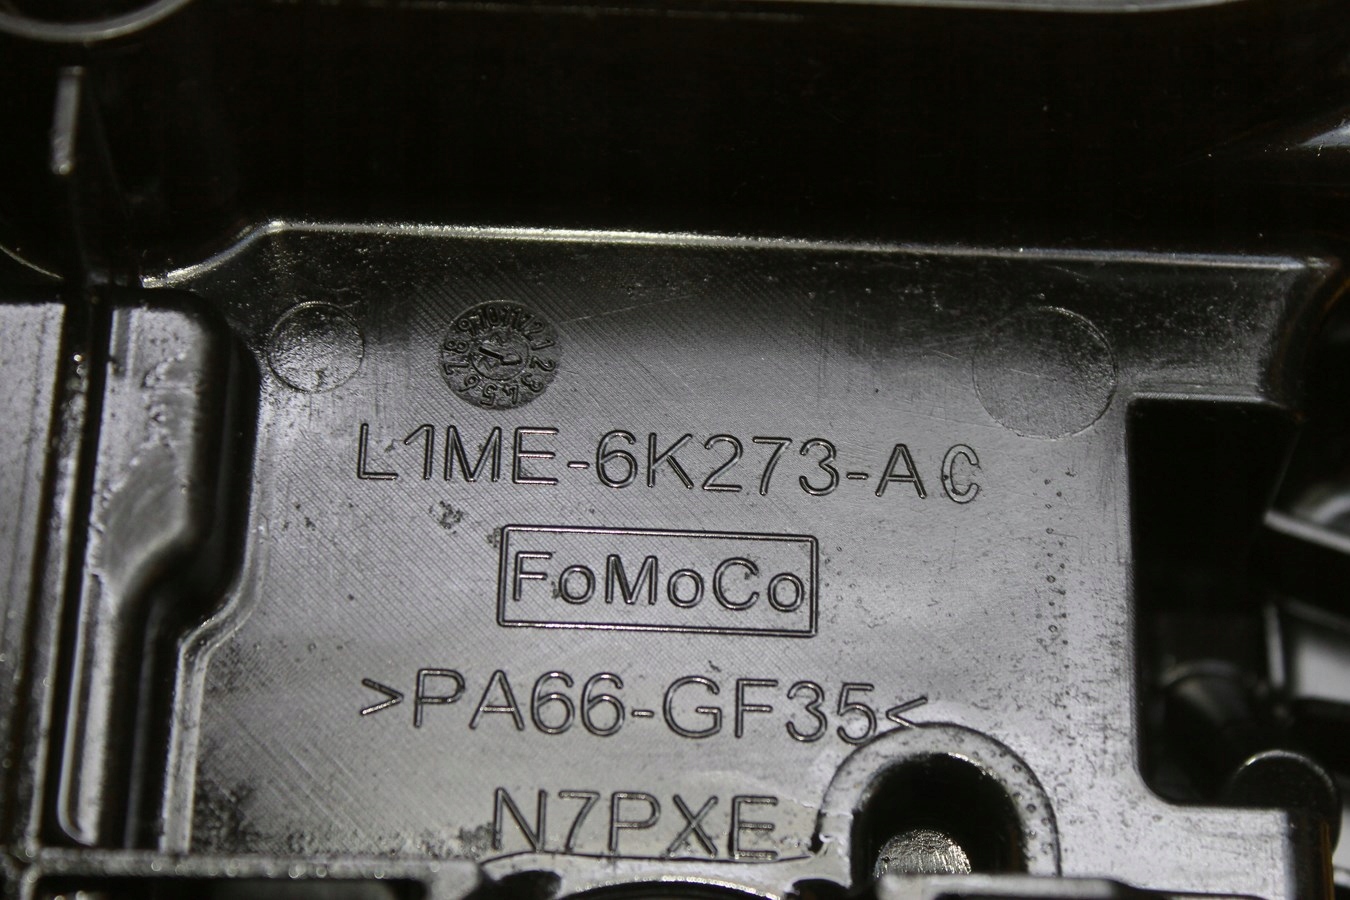 L1ME-6K273-AC
FoMoCo
>PA66-GF35<
N7PXE